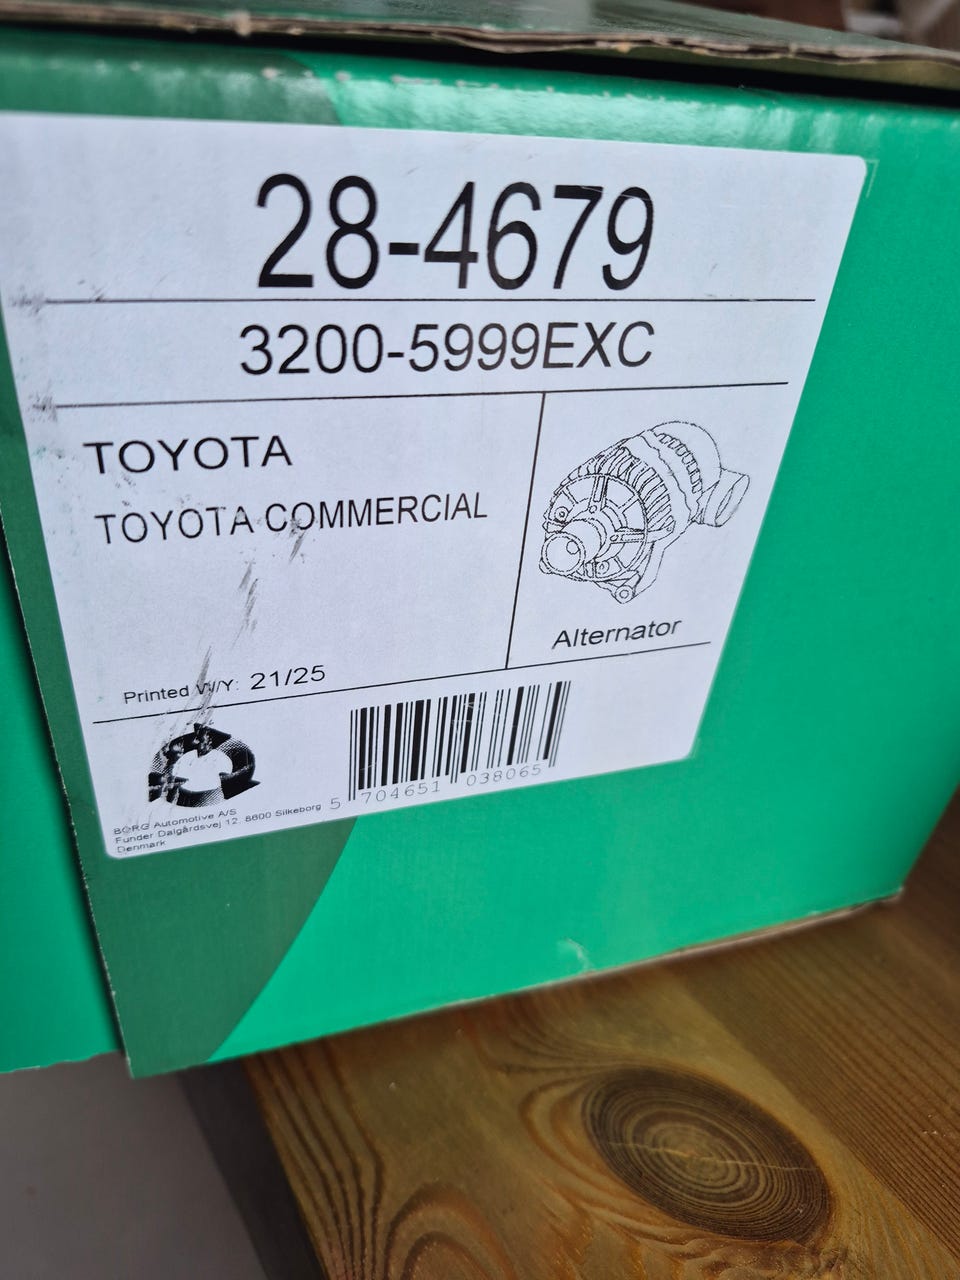 28-4679
3200-5999EXC
TOYOTA
TOYOTA COMMERCIAL
Alternator
Printed W/Y: 21/25
5 704651 038065
BORG Automotive A/S
Funder Dalgårdsvej 12, 8600 Silkeborg
Denmark